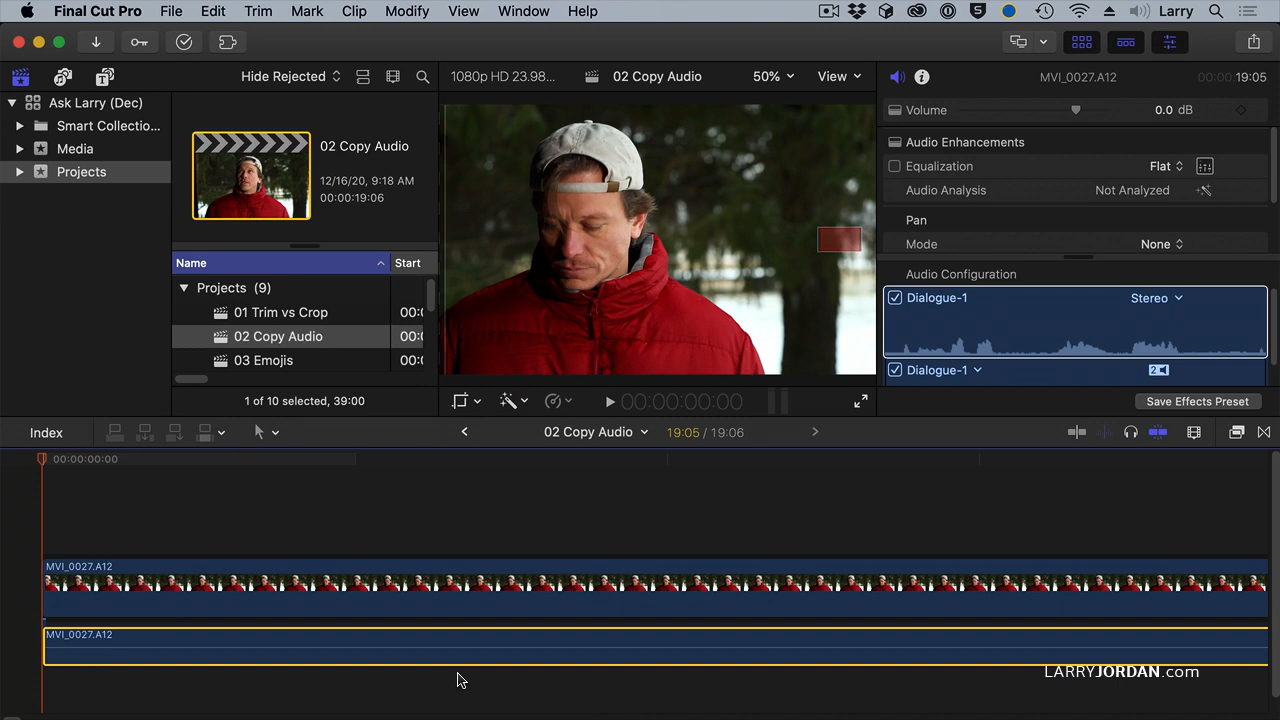 Final Cut Pro File Edit Trim Mark Clip Modify View Window Help Larry
Hide Rejected
1080p HD 23.98... 02 Copy Audio 50% View
MVI_0027.A12 00:00:00:19:05
Ask Larry (Dec)
Smart Collectio...
Media
Projects
02 Copy Audio
12/16/20, 9:18 AM
00:00:19:06
Name Start
Projects (9)
01 Trim vs Crop 00:
02 Copy Audio 00:
03 Emojis 00:
1 of 10 selected, 39:00
00:00:00:00
Volume 0.0 dB
Audio Enhancements
Equalization Flat
Audio Analysis Not Analyzed
Pan
Mode None
Audio Configuration
Dialogue-1 Stereo
Dialogue-1 2
Save Effects Preset
Index 02 Copy Audio 19:05 / 19:06
00:00:00:00
MVI_0027.A12
MVI_0027.A12
LARRYJORDAN.com